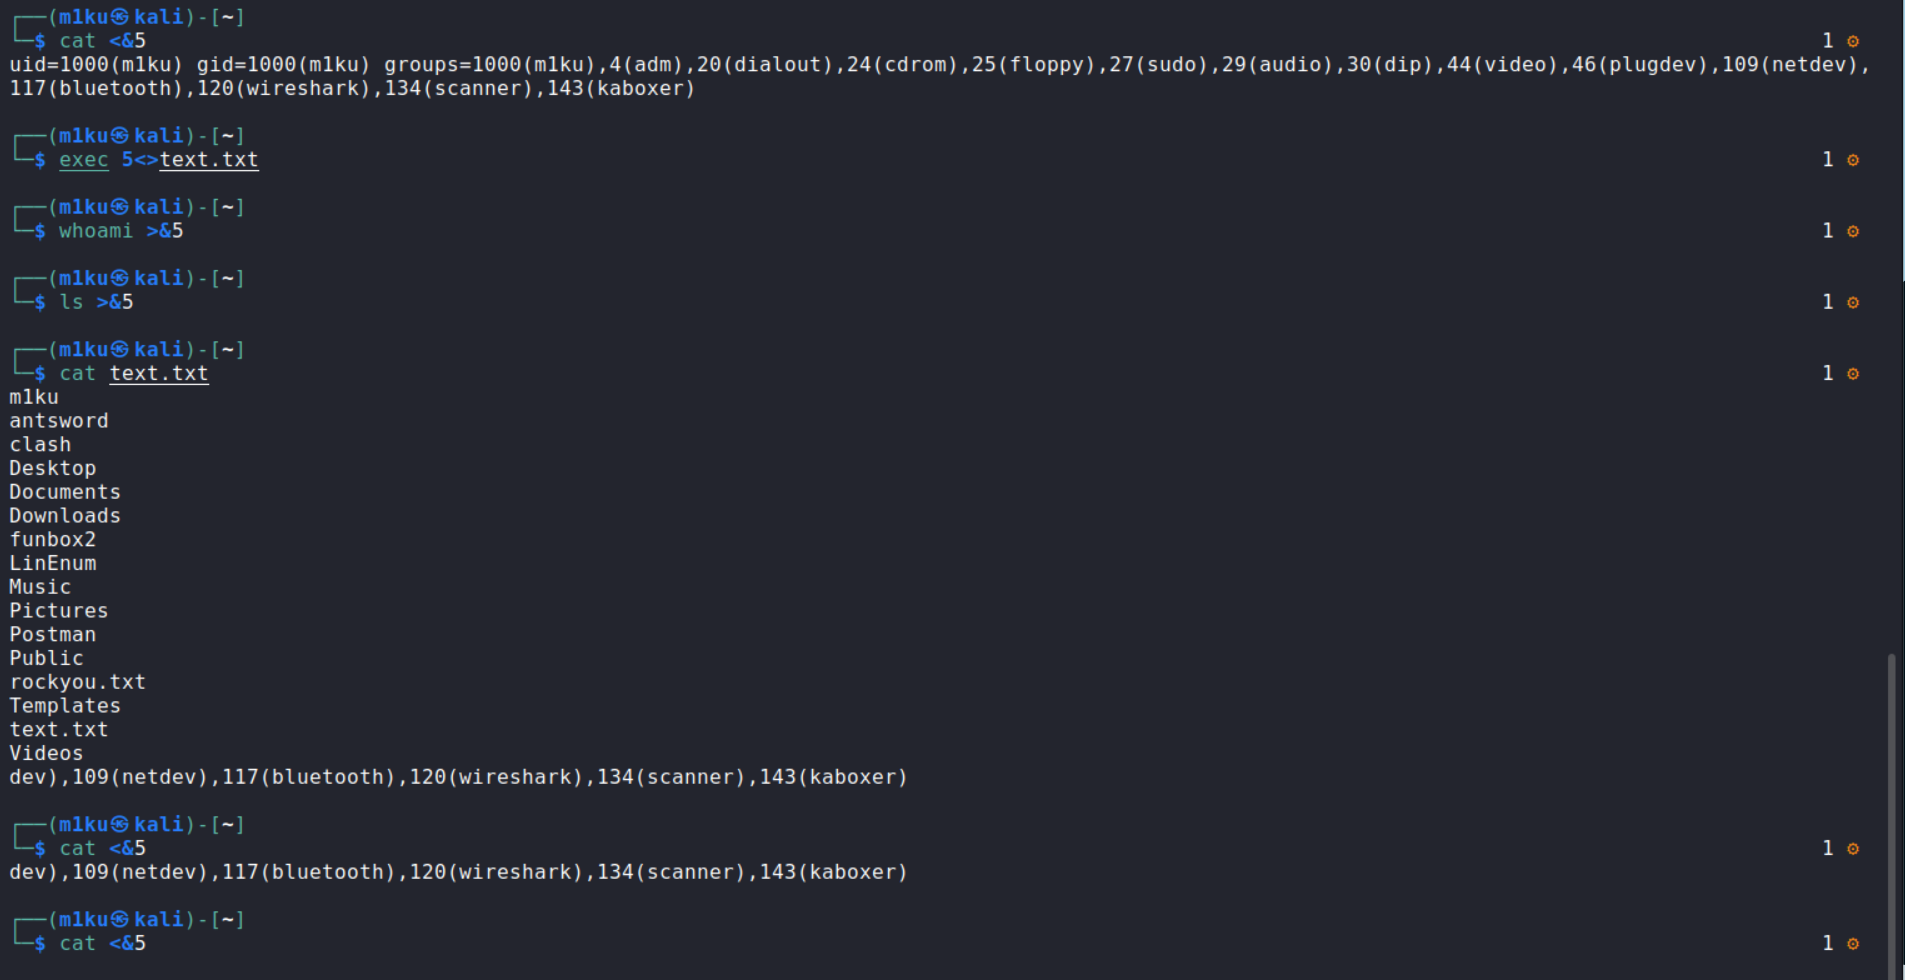 ┌──(m1ku㉿kali)-[~]
└─$ cat <&5 1 ⚙
uid=1000(m1ku) gid=1000(m1ku) groups=1000(m1ku),4(adm),20(dialout),24(cdrom),25(floppy),27(sudo),29(audio),30(dip),44(video),46(plugdev),109(netdev),
117(bluetooth),120(wireshark),134(scanner),143(kaboxer)
┌──(m1ku㉿kali)-[~]
└─$ exec 5<>text.txt 1 ⚙
┌──(m1ku㉿kali)-[~]
└─$ whoami >&5 1 ⚙
┌──(m1ku㉿kali)-[~]
└─$ ls >&5 1 ⚙
┌──(m1ku㉿kali)-[~]
└─$ cat text.txt 1 ⚙
m1ku
antsword
clash
Desktop
Documents
Downloads
funbox2
LinEnum
Music
Pictures
Postman
Public
rockyou.txt
Templates
text.txt
Videos
dev),109(netdev),117(bluetooth),120(wireshark),134(scanner),143(kaboxer)
┌──(m1ku㉿kali)-[~]
└─$ cat <&5 1 ⚙
dev),109(netdev),117(bluetooth),120(wireshark),134(scanner),143(kaboxer)
┌──(m1ku㉿kali)-[~]
└─$ cat <&5 1 ⚙